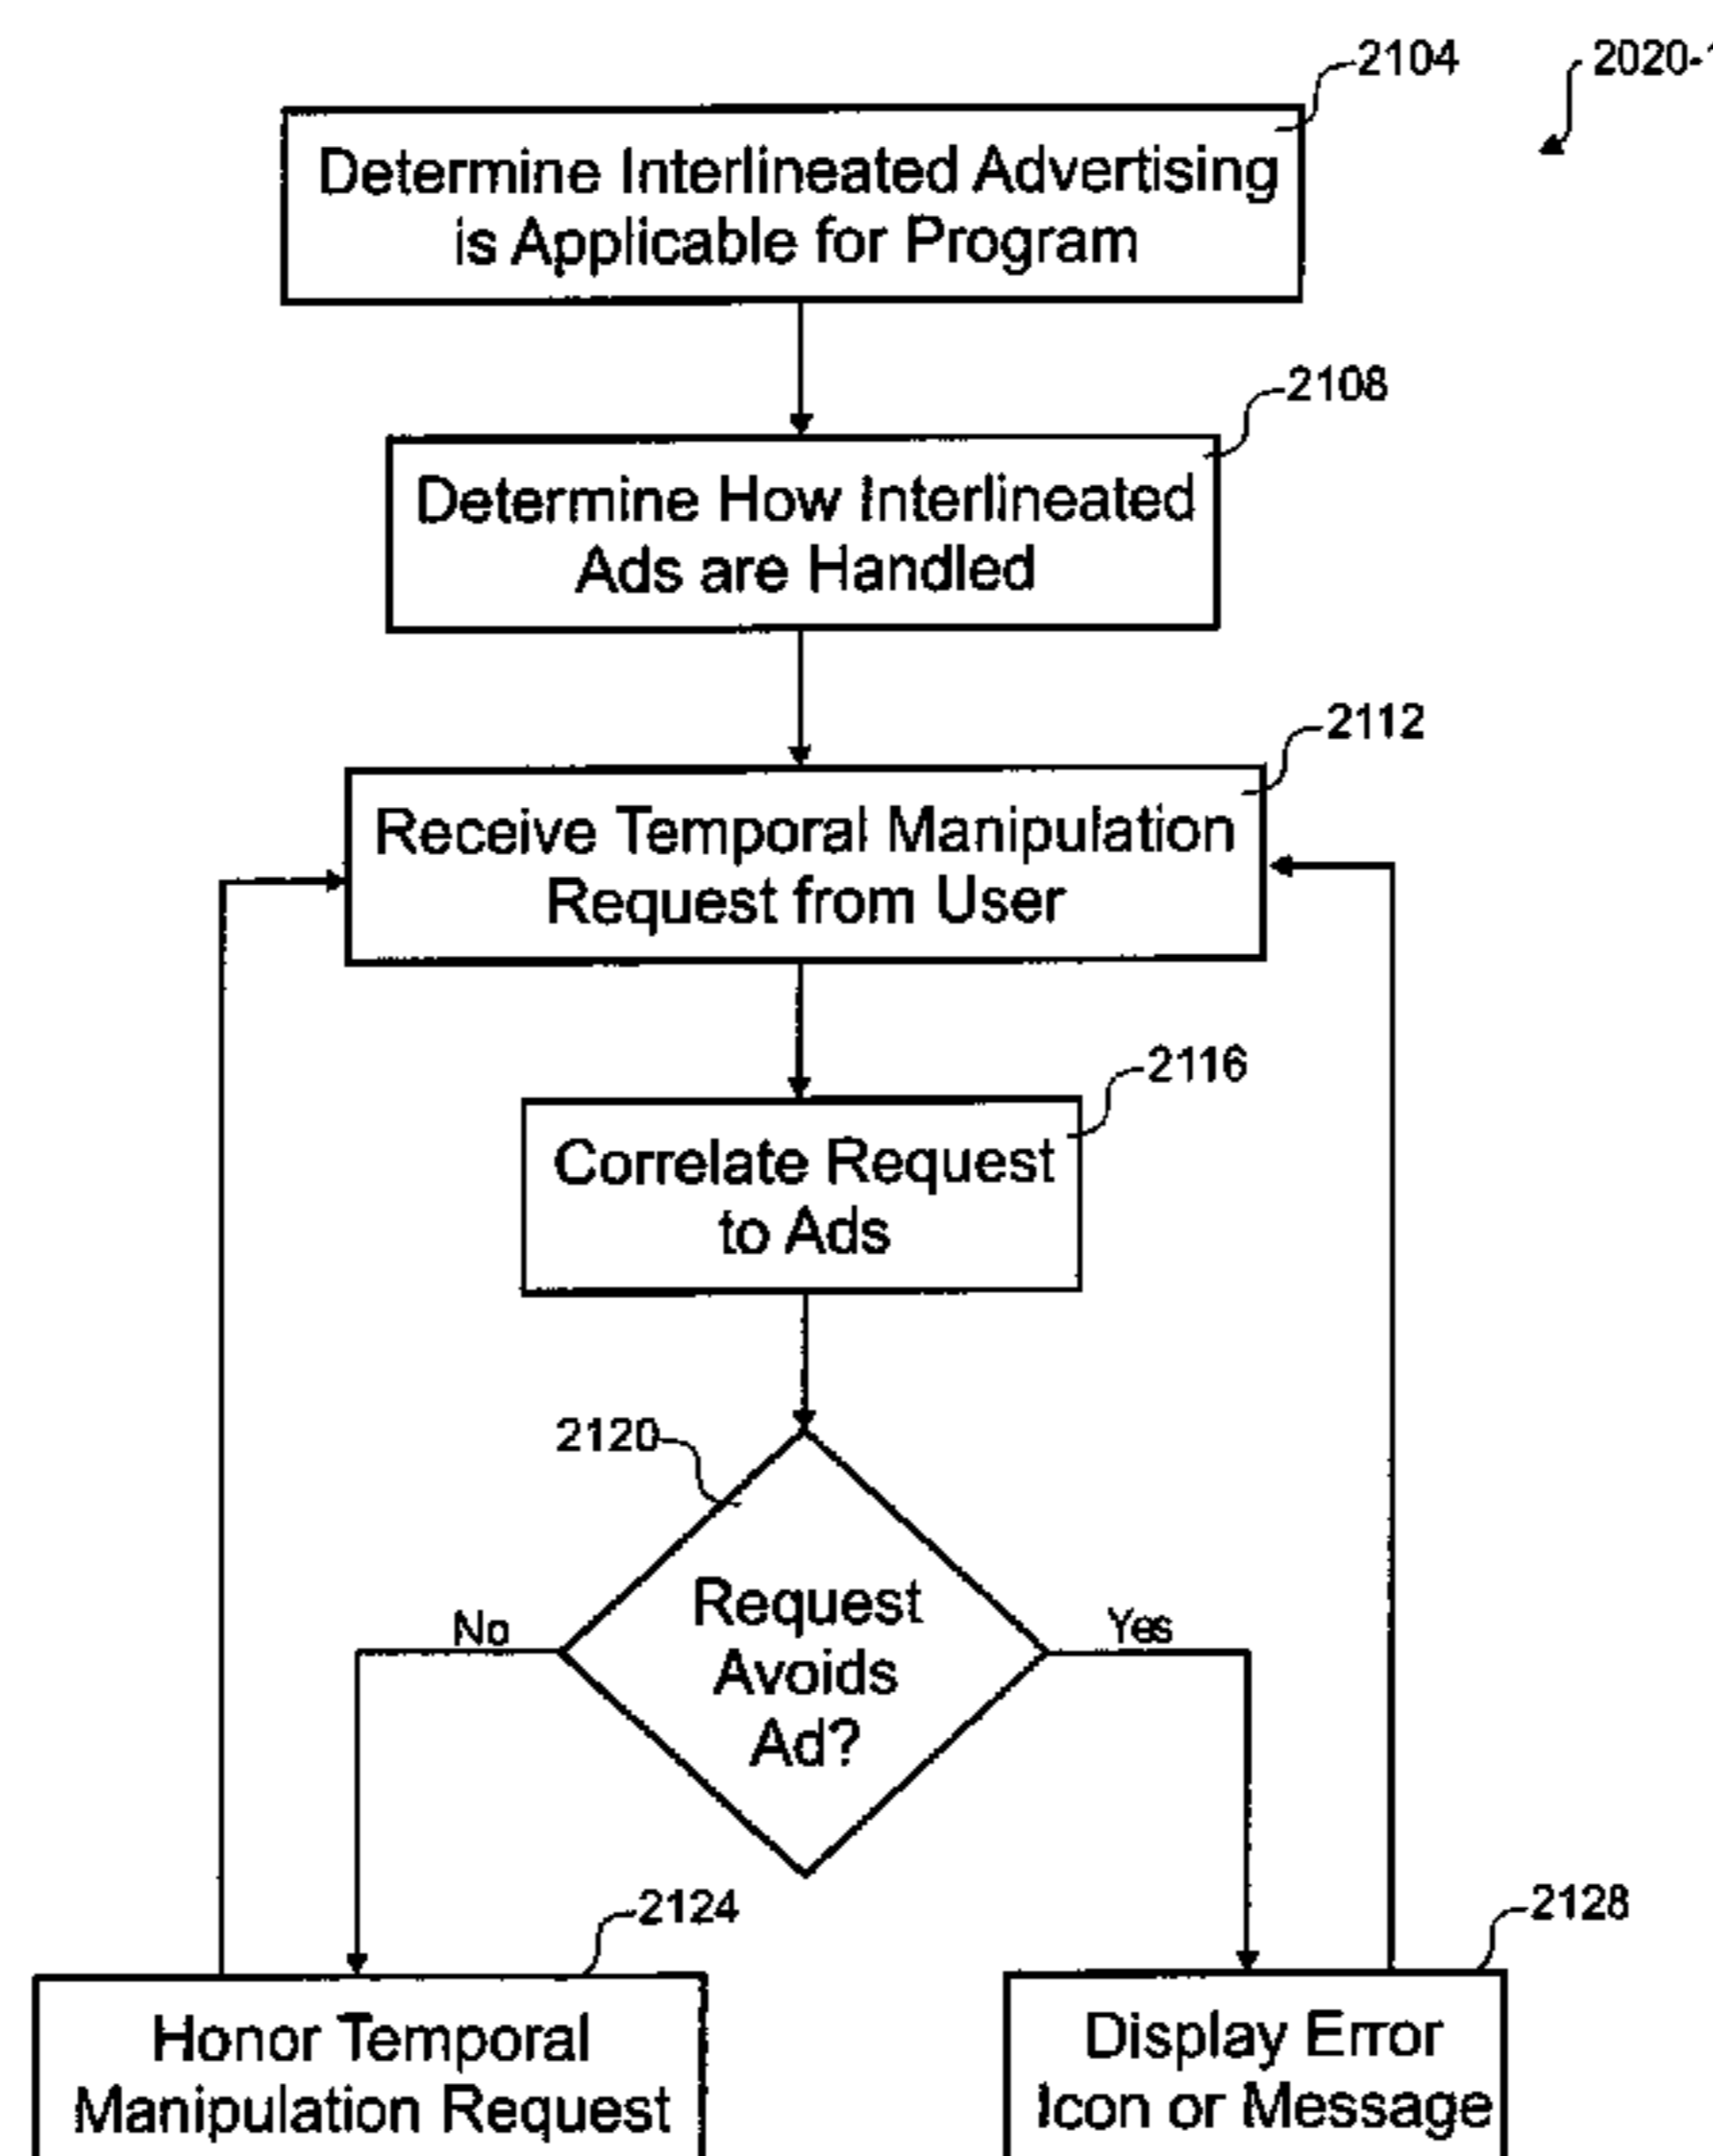 2104
2020-1
Determine Interlineated Advertising
is Applicable for Program
2108
Determine How Interlineated
Ads are Handled
2112
Receive Temporal Manipulation
Request from User
2116
Correlate Request
to Ads
2120
Request
Avoids
Ad?
No
Yes
2124
2128
Honor Temporal
Manipulation Request
Display Error
Icon or Message